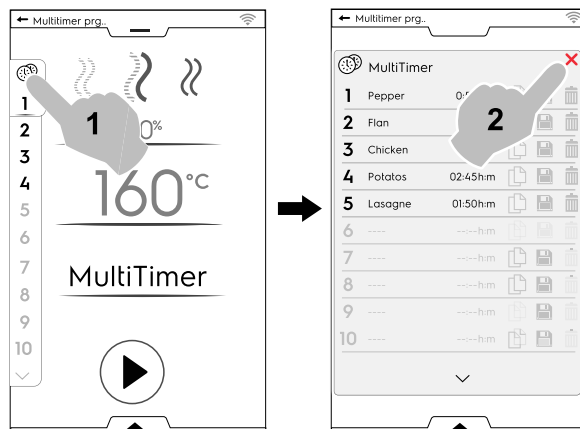 Multitimer prg..
1
2
3
4
5
6
7
8
9
10
1
0%
160°C
MultiTimer
Multitimer prg..
MultiTimer
1 Pepper
2 Flan
3 Chicken
4 Potatos 02:45h:m
5 Lasagne 01:50h:m
6 ---- --:--h:m
7 ---- --:--h:m
8 ---- --:--h:m
9 ---- --:--h:m
10 ---- --:--h:m
2